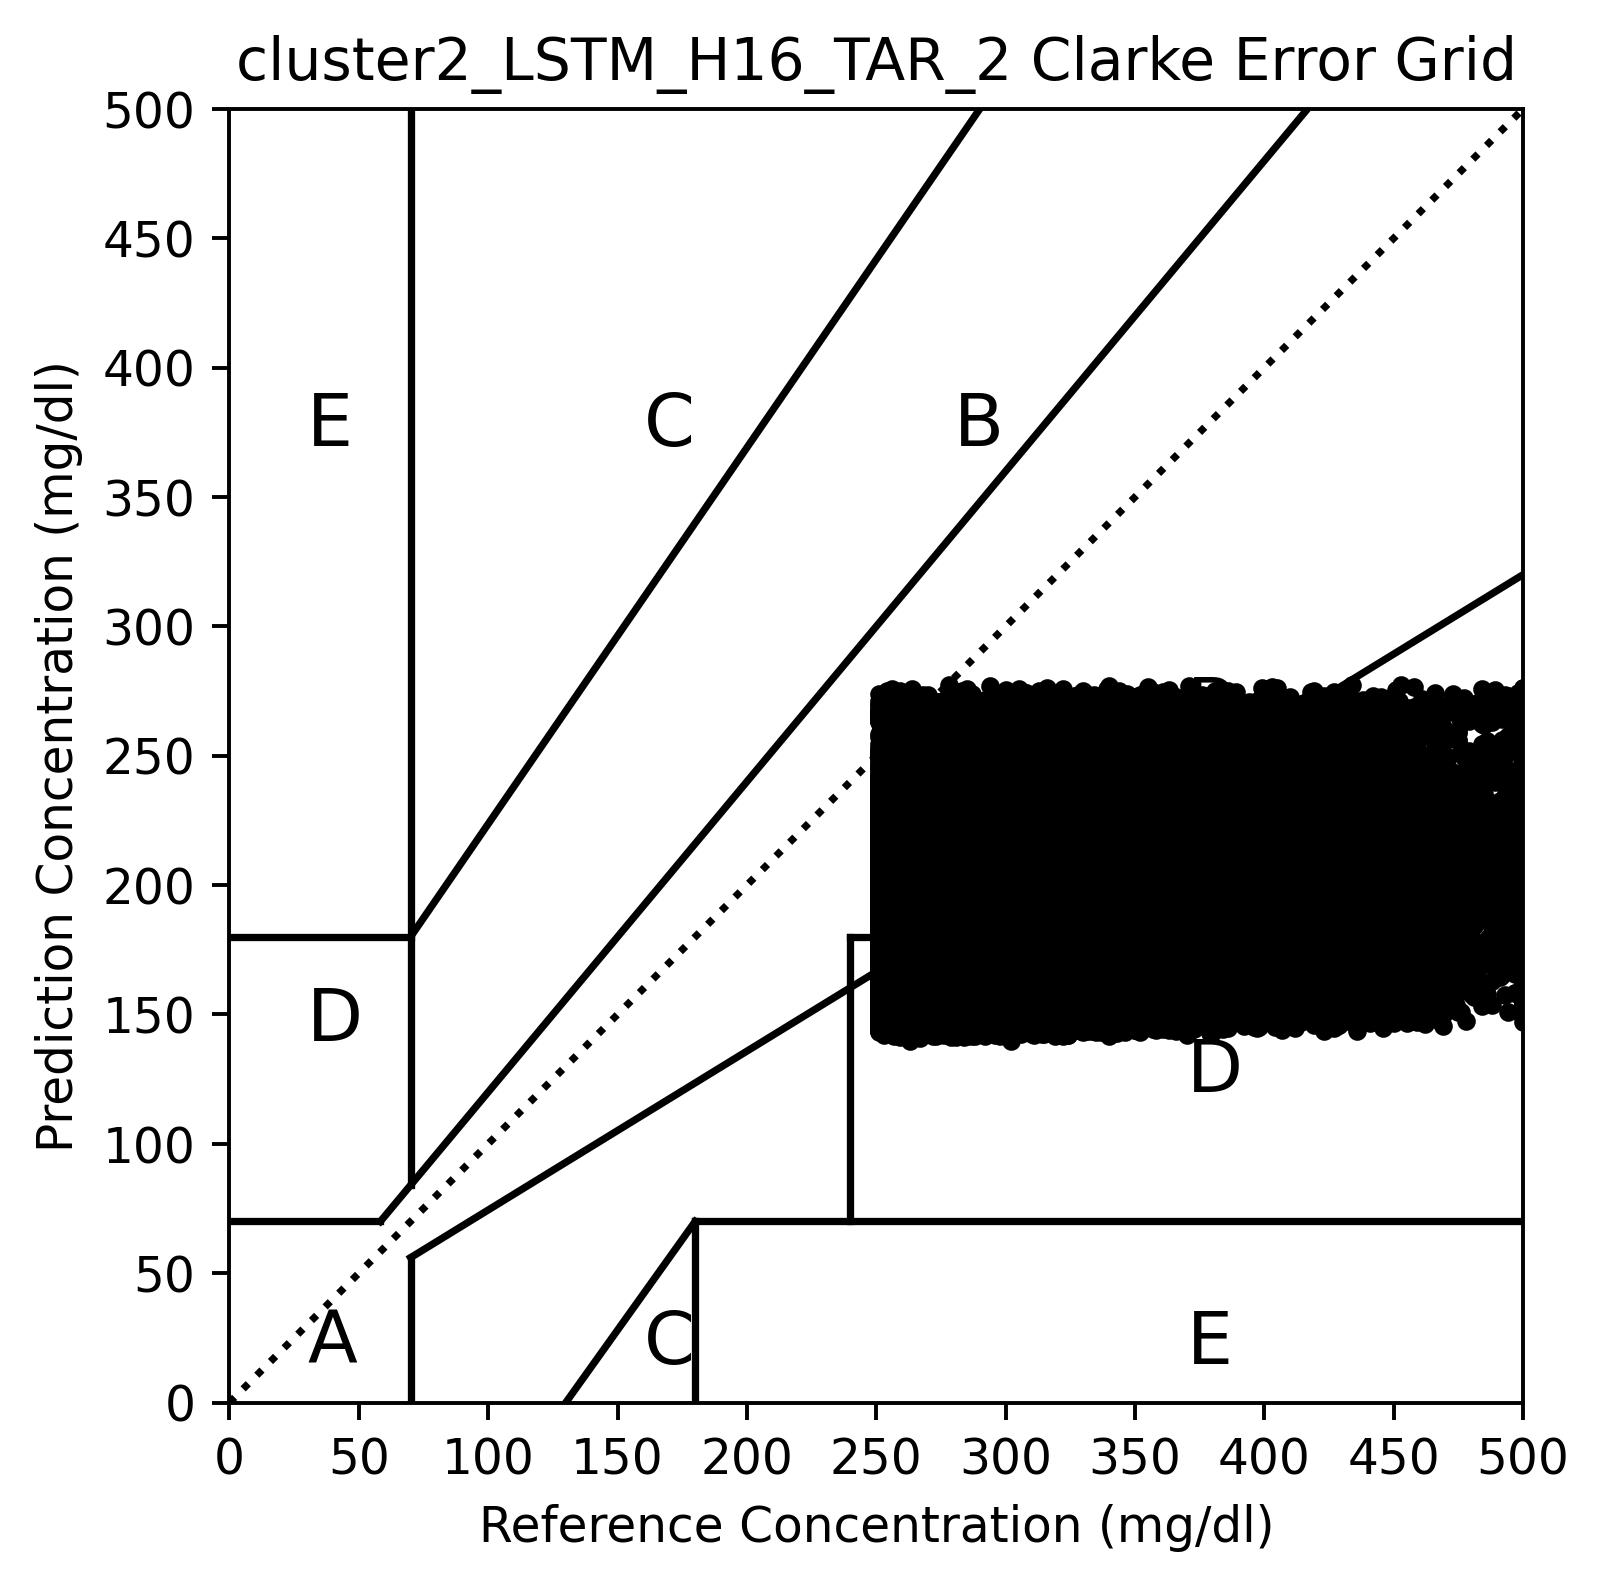 cluster2_LSTM_H16_TAR_2 Clarke Error Grid
500
450
400
350
300
250
200
150
100
50
0
Prediction Concentration (mg/dl)
E
C
B
D
D
A
C
E
0 50 100 150 200 250 300 350 400 450 500
Reference Concentration (mg/dl)